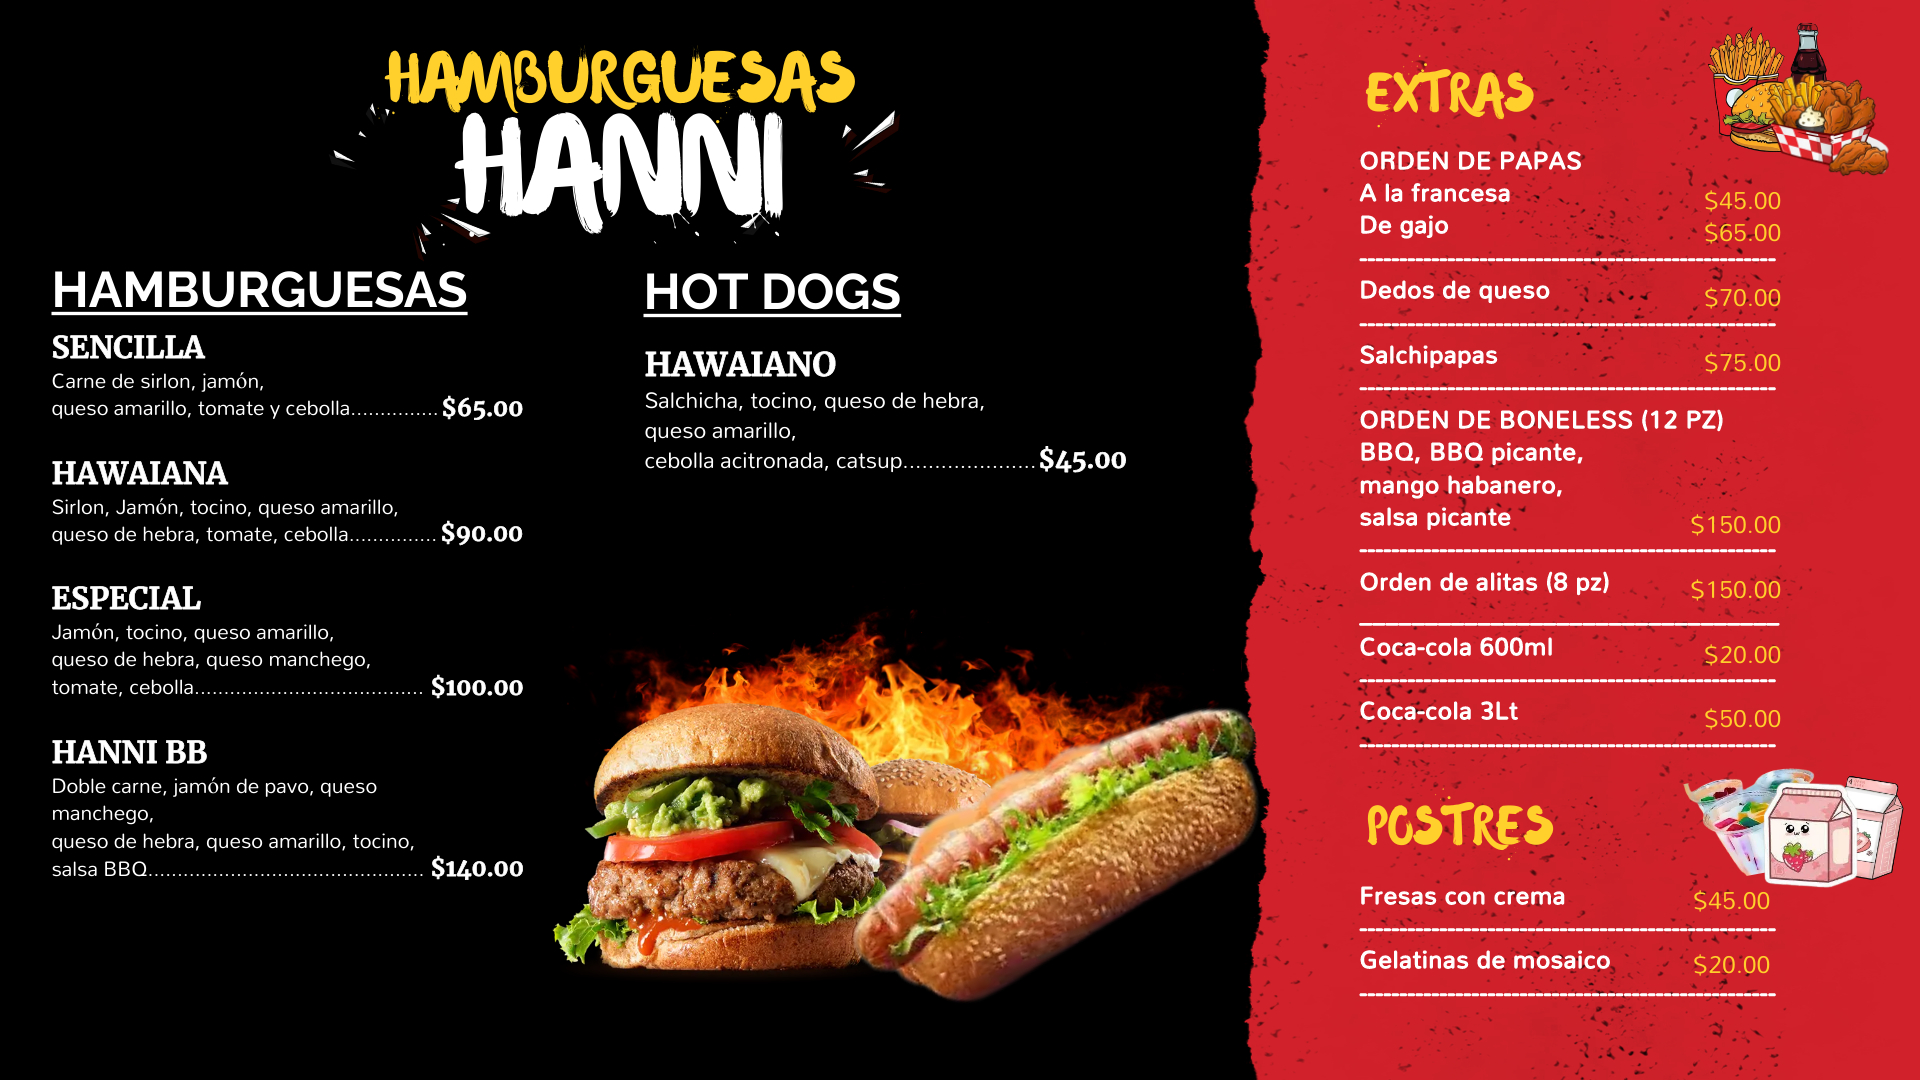 HAMBURGUESAS
HANNI
HAMBURGUESAS
SENCILLA
Carne de sirlon, jamón,
queso amarillo, tomate y cebolla............... $65.00
HAWAIANA
Sirlon, Jamón, tocino, queso amarillo,
queso de hebra, tomate, cebolla............... $90.00
ESPECIAL
Jamón, tocino, queso amarillo,
queso de hebra, queso manchego,
tomate, cebolla....................................... $100.00
HANNI BB
Doble carne, jamón de pavo, queso
manchego,
queso de hebra, queso amarillo, tocino,
salsa BBQ............................................... $140.00
HOT DOGS
HAWAIANO
Salchicha, tocino, queso de hebra,
queso amarillo,
cebolla acitronada, catsup..................... $45.00
EXTRAS
ORDEN DE PAPAS
A la francesa $45.00
De gajo $65.00
Dedos de queso $70.00
Salchipapas $75.00
ORDEN DE BONELESS (12 PZ)
BBQ, BBQ picante,
mango habanero,
salsa picante $150.00
Orden de alitas (8 pz) $150.00
Coca-cola 600ml $20.00
Coca-cola 3Lt $50.00
POSTRES
Fresas con crema $45.00
Gelatinas de mosaico $20.00